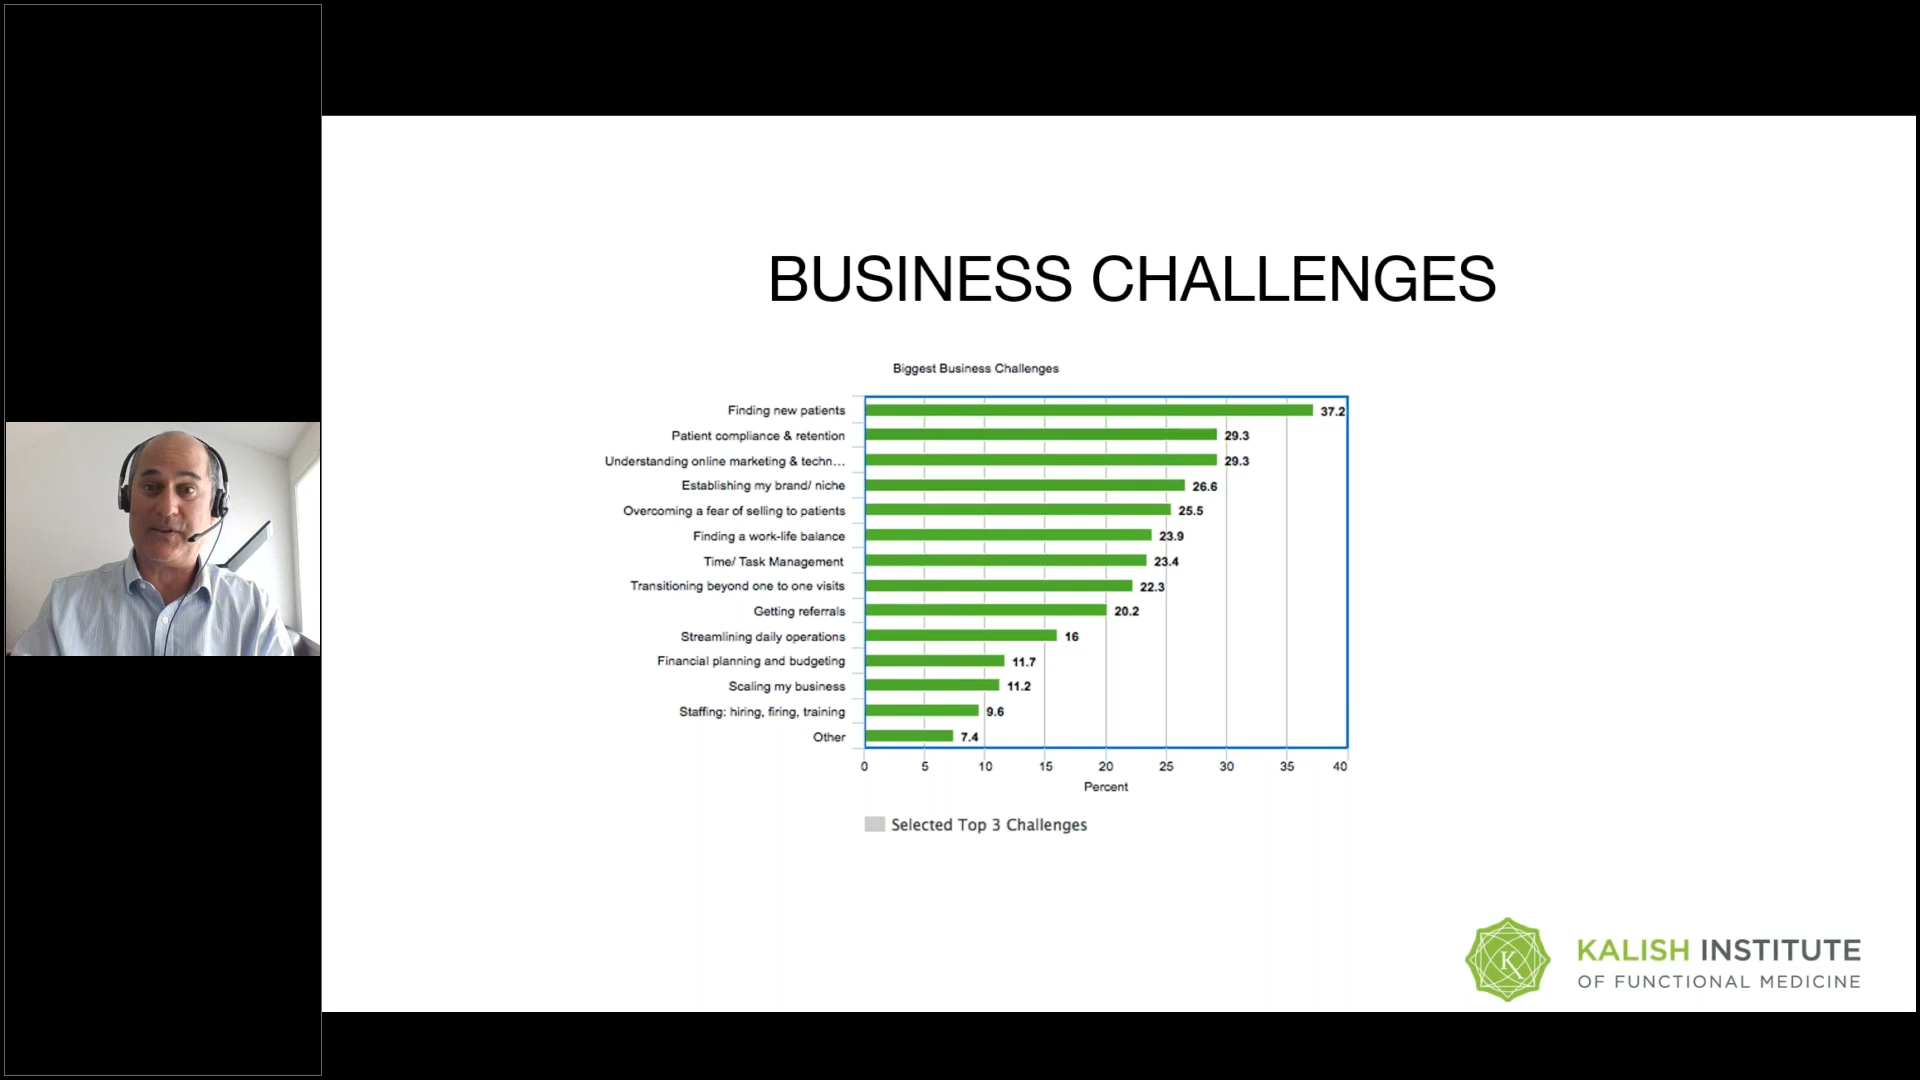 BUSINESS CHALLENGES
Biggest Business Challenges
Finding new patients 37.2
Patient compliance & retention 29.3
Understanding online marketing & techn... 29.3
Establishing my brand/ niche 26.6
Overcoming a fear of selling to patients 25.5
Finding a work-life balance 23.9
Time/ Task Management 23.4
Transitioning beyond one to one visits 22.3
Getting referrals 20.2
Streamlining daily operations 16
Financial planning and budgeting 11.7
Scaling my business 11.2
Staffing: hiring, firing, training 9.6
Other 7.4
0 5 10 15 20 25 30 35 40
Percent
Selected Top 3 Challenges
K
KALISH INSTITUTE
OF FUNCTIONAL MEDICINE